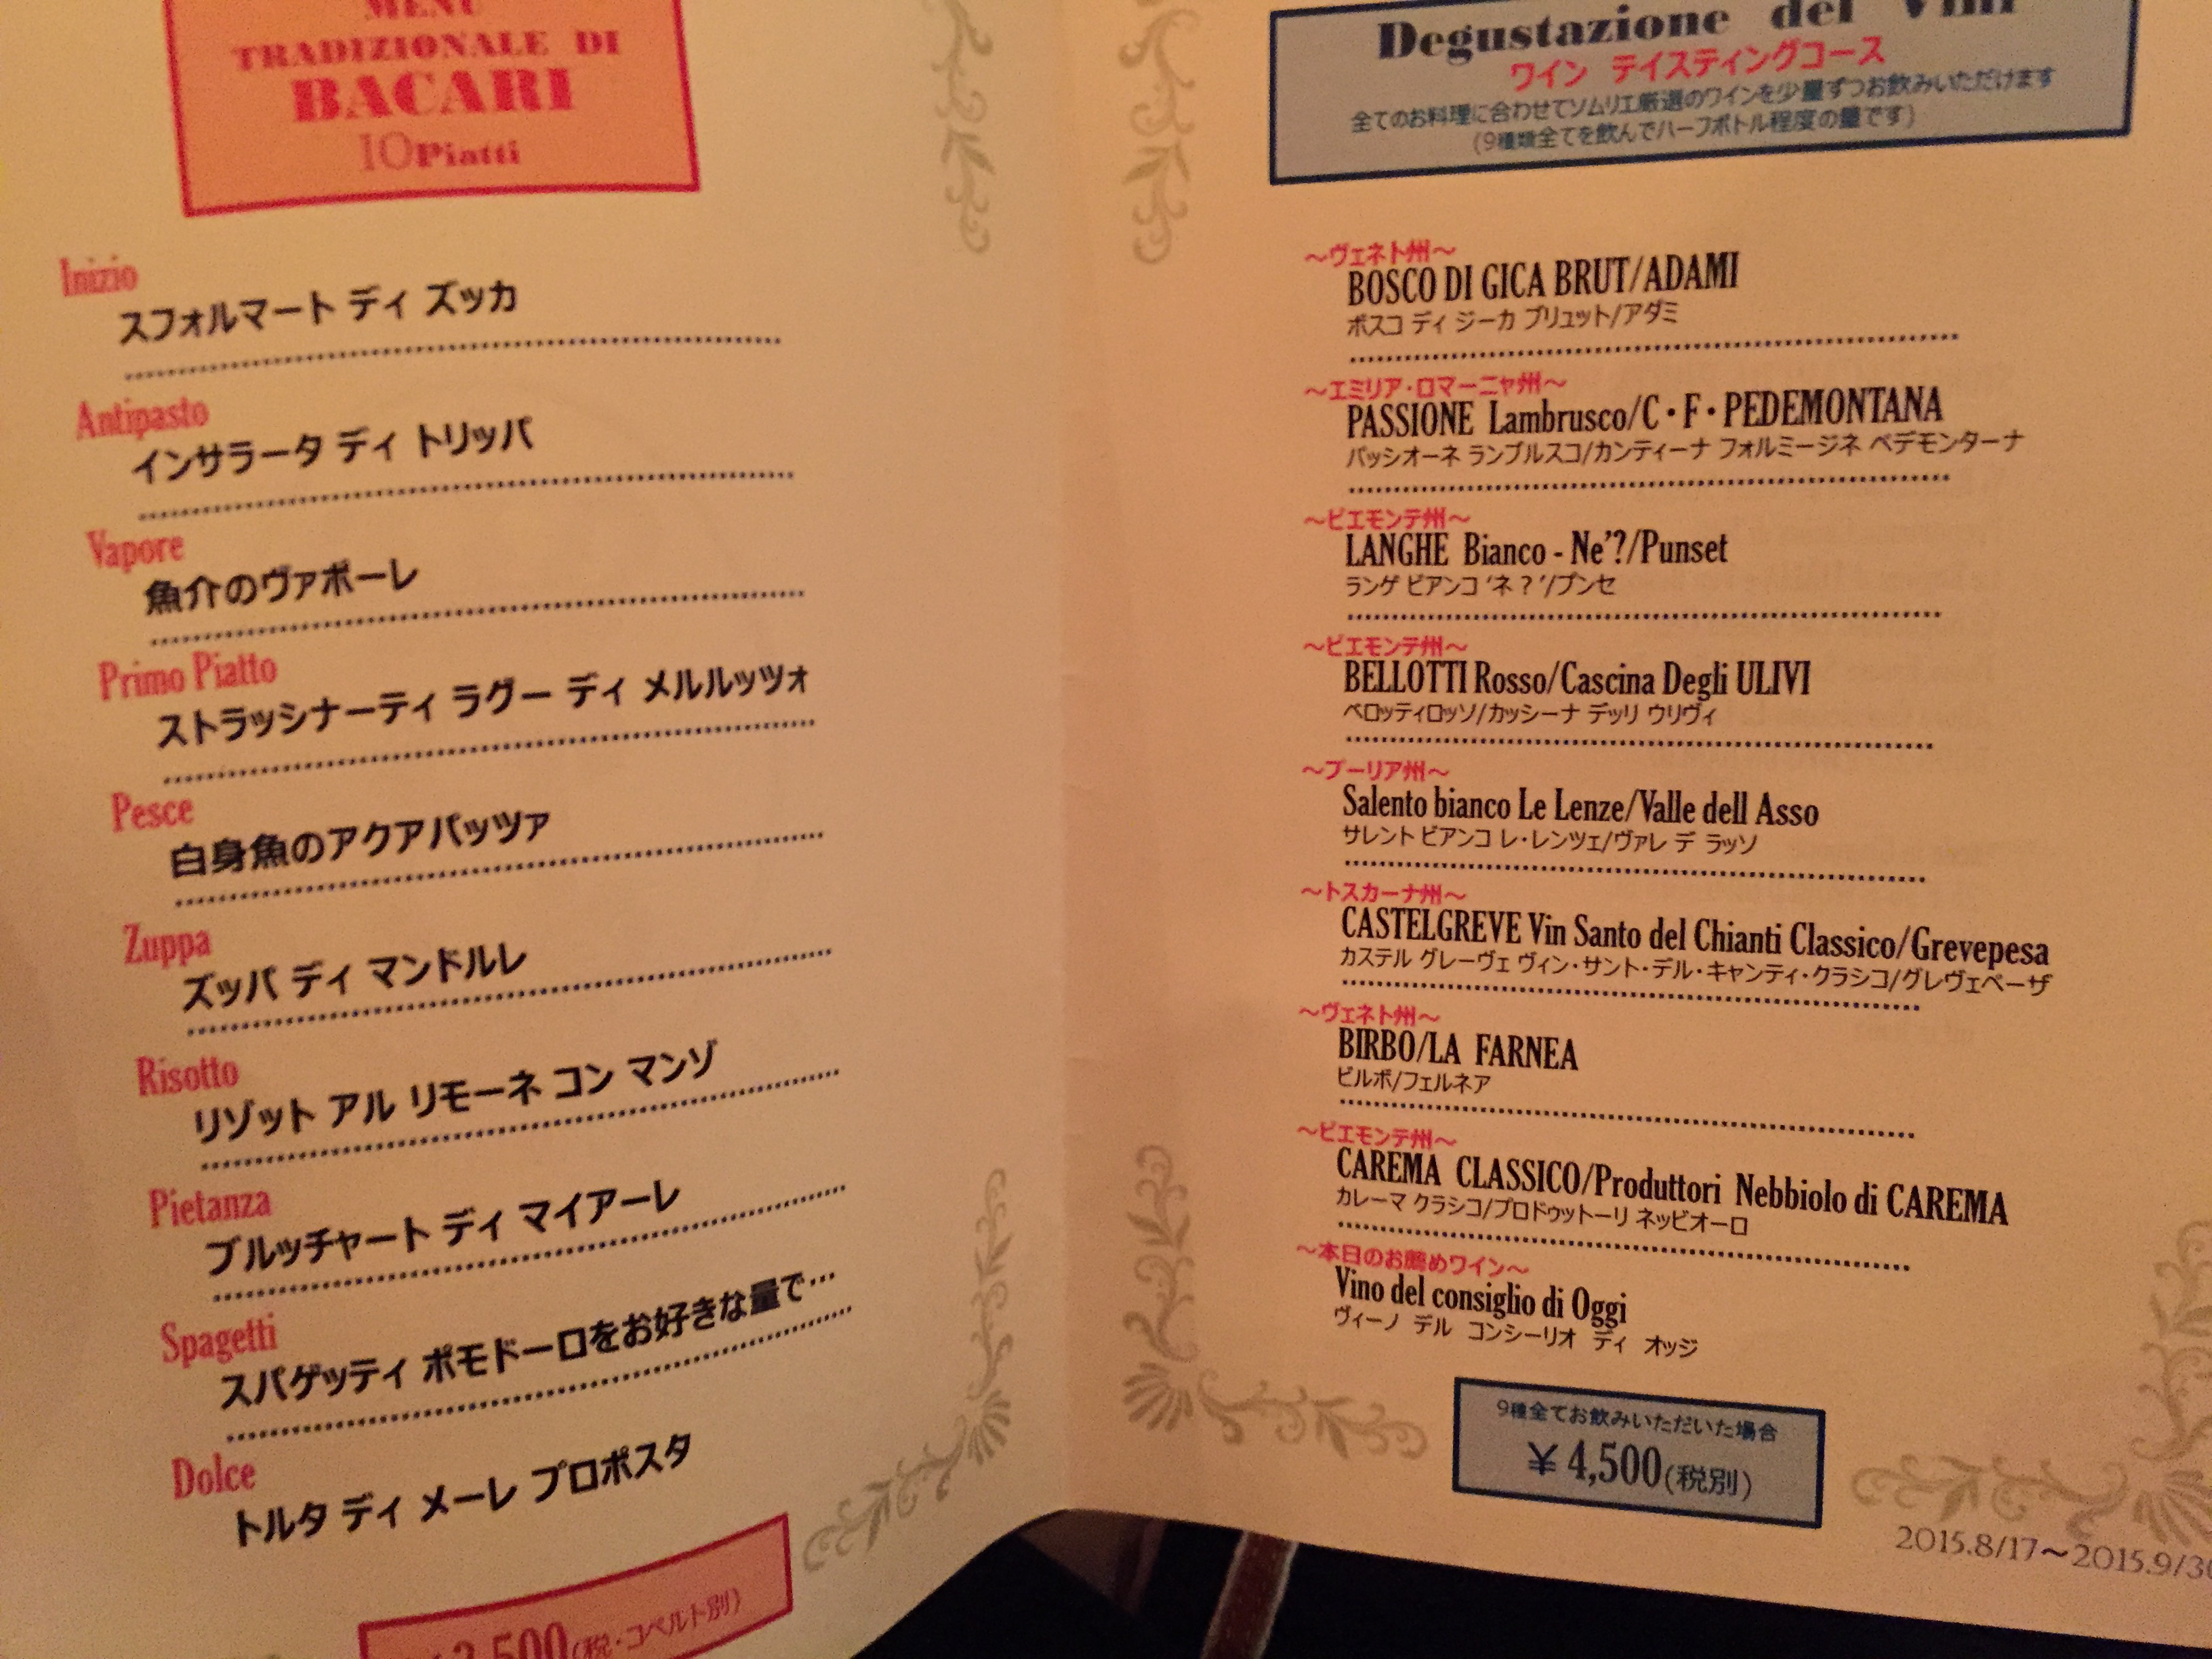 MENU
TRADIZIONALE DI
BACARI
10Piatti
Inizio
スフォルマート ディ ズッカ
Antipasto
インサラータ ディ トリッパ
Vapore
魚介のヴァポーレ
Primo Piatto
ストラッシナーティ ラグー ディ メルルッツォ
Pesce
白身魚のアクアパッツァ
Zuppa
ズッパ ディ マンドルレ
Risotto
リゾット アル リモーネ コン マンゾ
Pietanza
ブルッチャート ディ マイアーレ
Spagetti
スパゲッティ ポモドーロをお好きな量で…
Dolce
トルタ ディ メーレ プロポスタ
3,500(税・コペルト別)
Degustazione dei Vini
ワイン テイスティングコース
全てのお料理に合わせてソムリエ厳選のワインを少量ずつお飲みいただけます
(9種類全てを飲んでハーフボトル程度の量です)
～ヴェネト州～
BOSCO DI GICA BRUT/ADAMI
ボスコ ディ ジーカ ブリュット/アダミ
～エミリア・ロマーニャ州～
PASSIONE Lambrusco/C・F・PEDEMONTANA
パッシオーネ ランブルスコ/カンティーナ フォルミージネ ペデモンターナ
～ピエモンテ州～
LANGHE Bianco - Ne'?/Punset
ランゲ ビアンコ 'ネ？'/プンセ
～ピエモンテ州～
BELLOTTI Rosso/Cascina Degli ULIVI
ベロッティロッソ/カッシーナ デッリ ウリヴィ
～プーリア州～
Salento bianco Le Lenze/Valle dell Asso
サレント ビアンコ レ・レンツェ/ヴァレ デ ラッソ
～トスカーナ州～
CASTELGREVE Vin Santo del Chianti Classico/Grevepesa
カステル グレーヴェ ヴィン・サント・デル・キャンティ・クラシコ/グレヴェペーザ
～ヴェネト州～
BIRBO/LA FARNEA
ビルボ/フェルネア
～ピエモンテ州～
CAREMA CLASSICO/Produttori Nebbiolo di CAREMA
カレーマ クラシコ/プロドゥットーリ ネッビオーロ
～本日のお薦めワイン～
Vino del consiglio di Oggi
ヴィーノ デル コンシーリオ ディ オッジ
9種全てお飲みいただいた場合
￥4,500(税別)
2015.8/17～2015.9/30